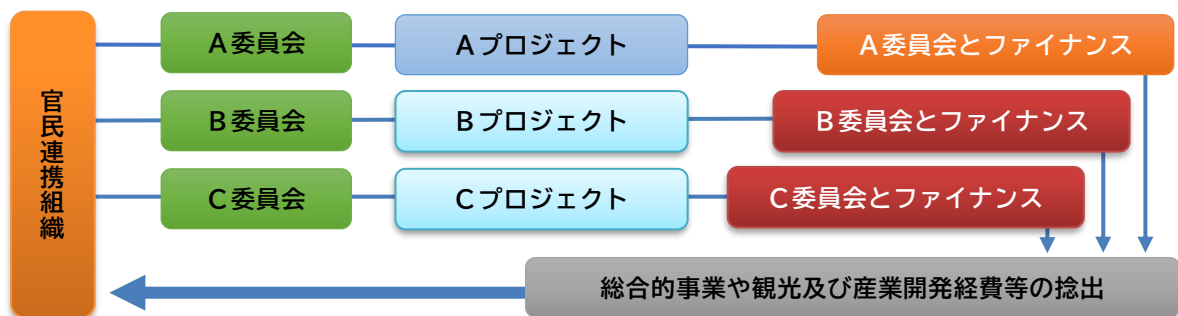 官民連携組織
A委員会
Aプロジェクト
A委員会とファイナンス
B委員会
Bプロジェクト
B委員会とファイナンス
C委員会
Cプロジェクト
C委員会とファイナンス
総合的事業や観光及び産業開発経費等の捻出